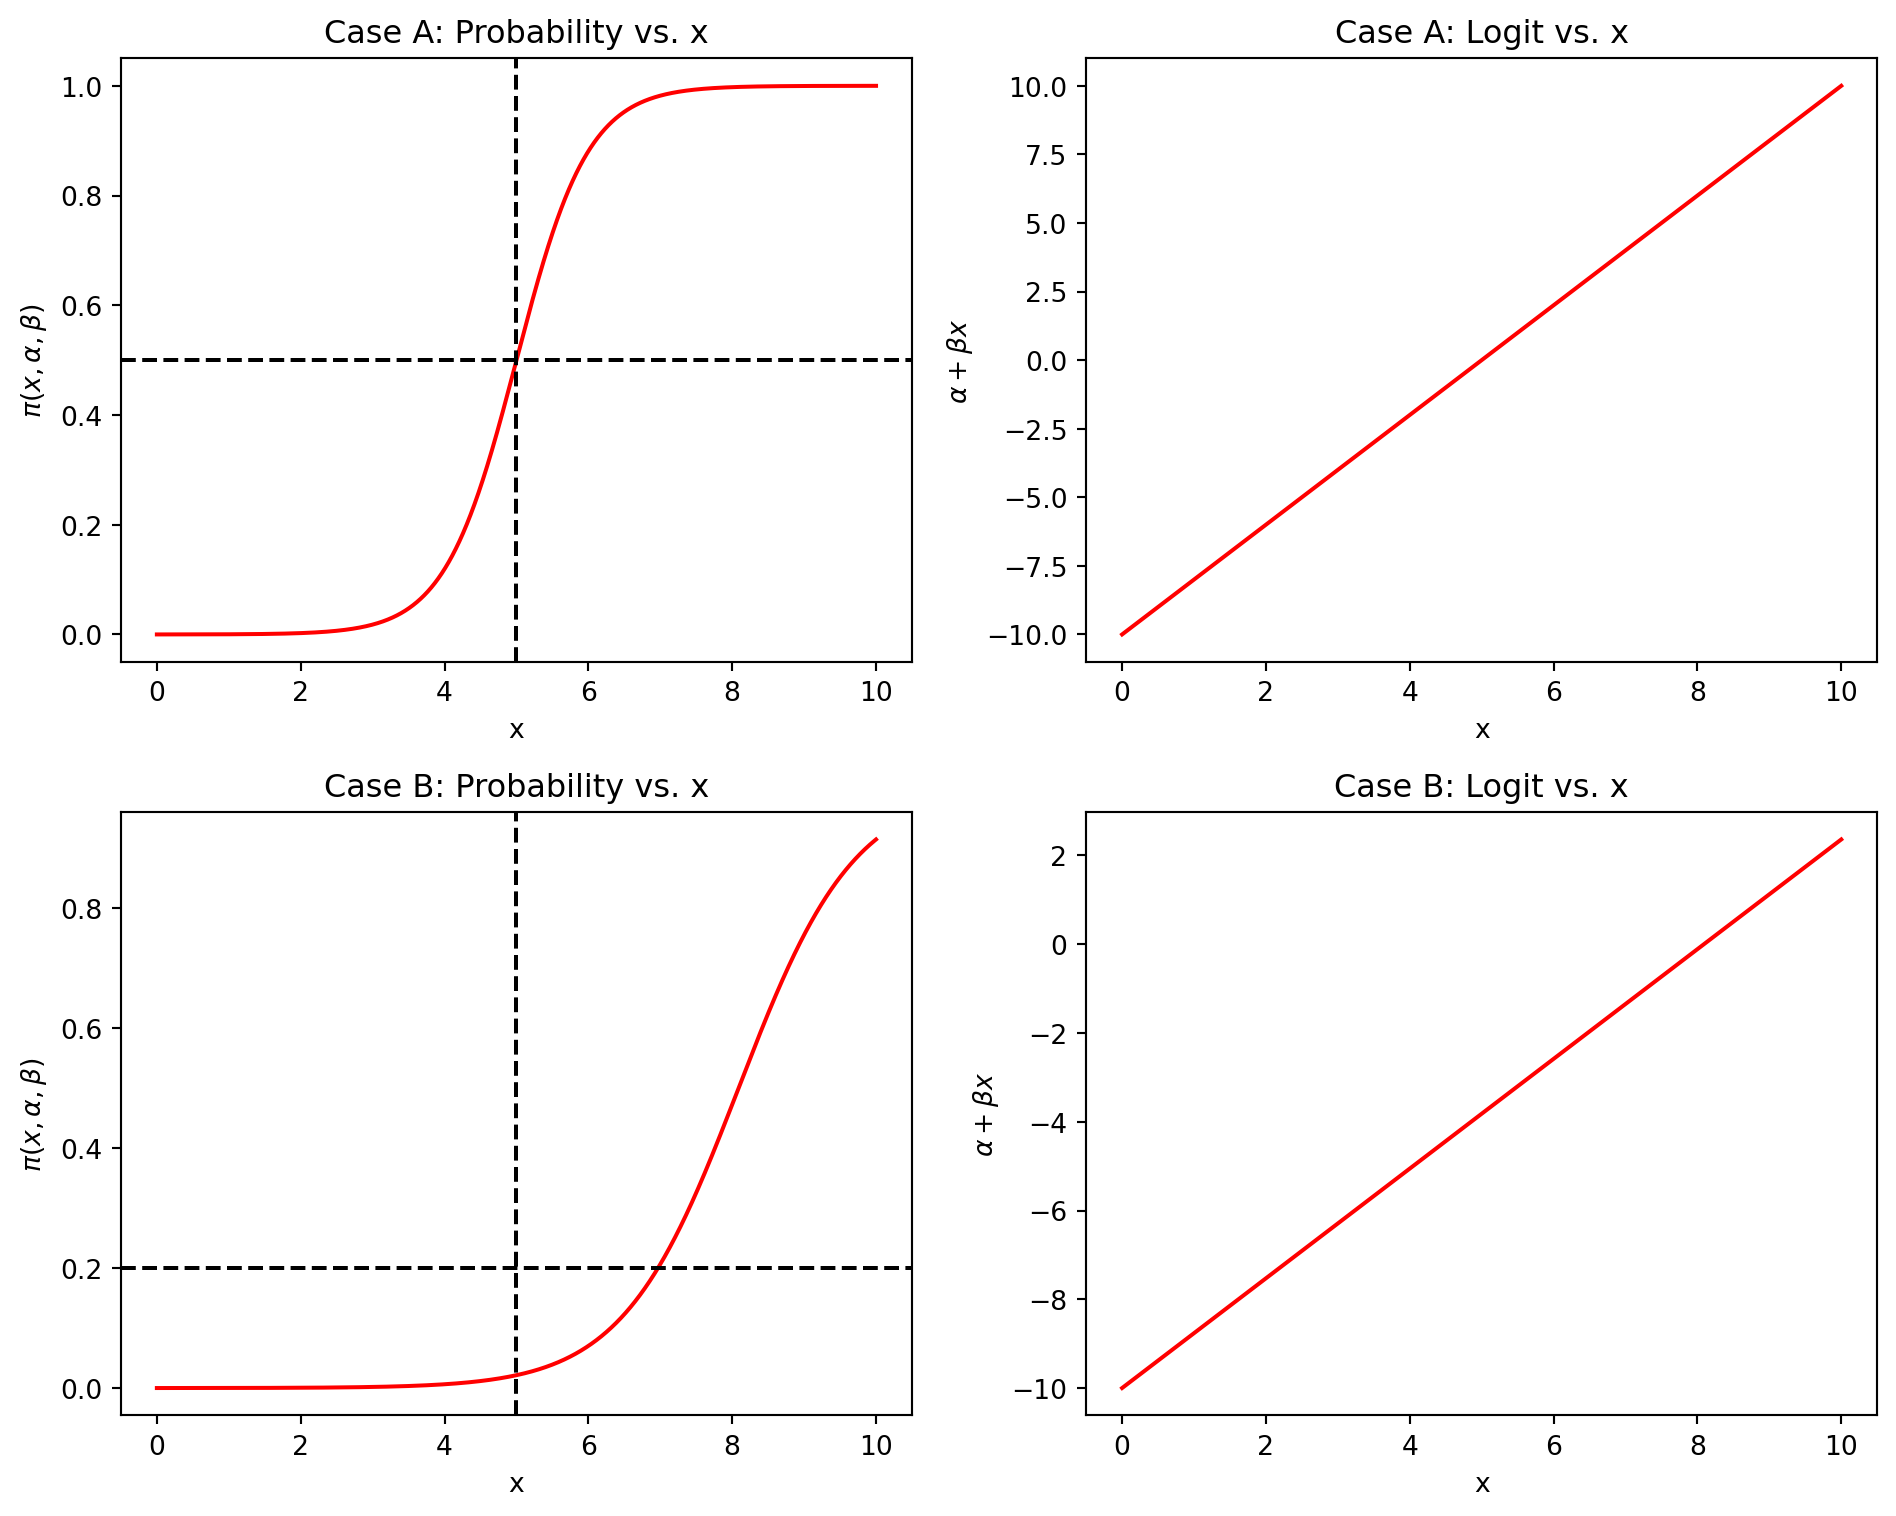 Case A: Probability vs. x
π(x, α, β)
1.0
0.8
0.6
0.4
0.2
0.0
0 2 4 6 8 10
x
Case A: Logit vs. x
α + βx
10.0
7.5
5.0
2.5
0.0
−2.5
−5.0
−7.5
−10.0
0 2 4 6 8 10
x
Case B: Probability vs. x
π(x, α, β)
0.8
0.6
0.4
0.2
0.0
0 2 4 6 8 10
x
Case B: Logit vs. x
α + βx
2
0
−2
−4
−6
−8
−10
0 2 4 6 8 10
x